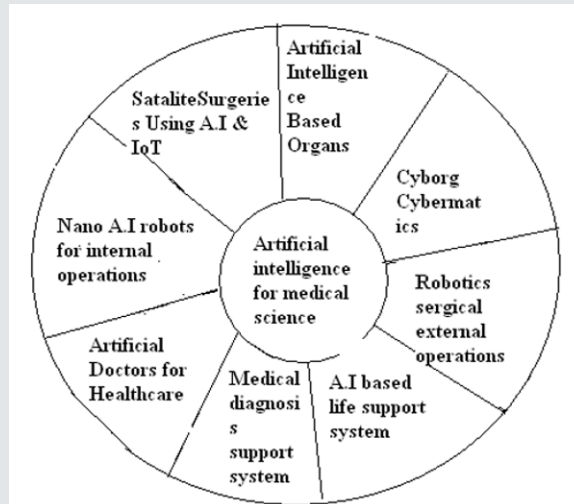 Artificial
Intelligen
ce
Based
Organs
Cyborg
Cybermat
ics
Robotics
sergical
external
operations
A.I based
life support
system
Medical
diagnosi
s
support
system
Artificial
Doctors for
Healthcare
Nano A.I robots
for internal
operations
SataliteSurgerie
s Using A.I &
IoT
Artificial
intelligence
for medical
science